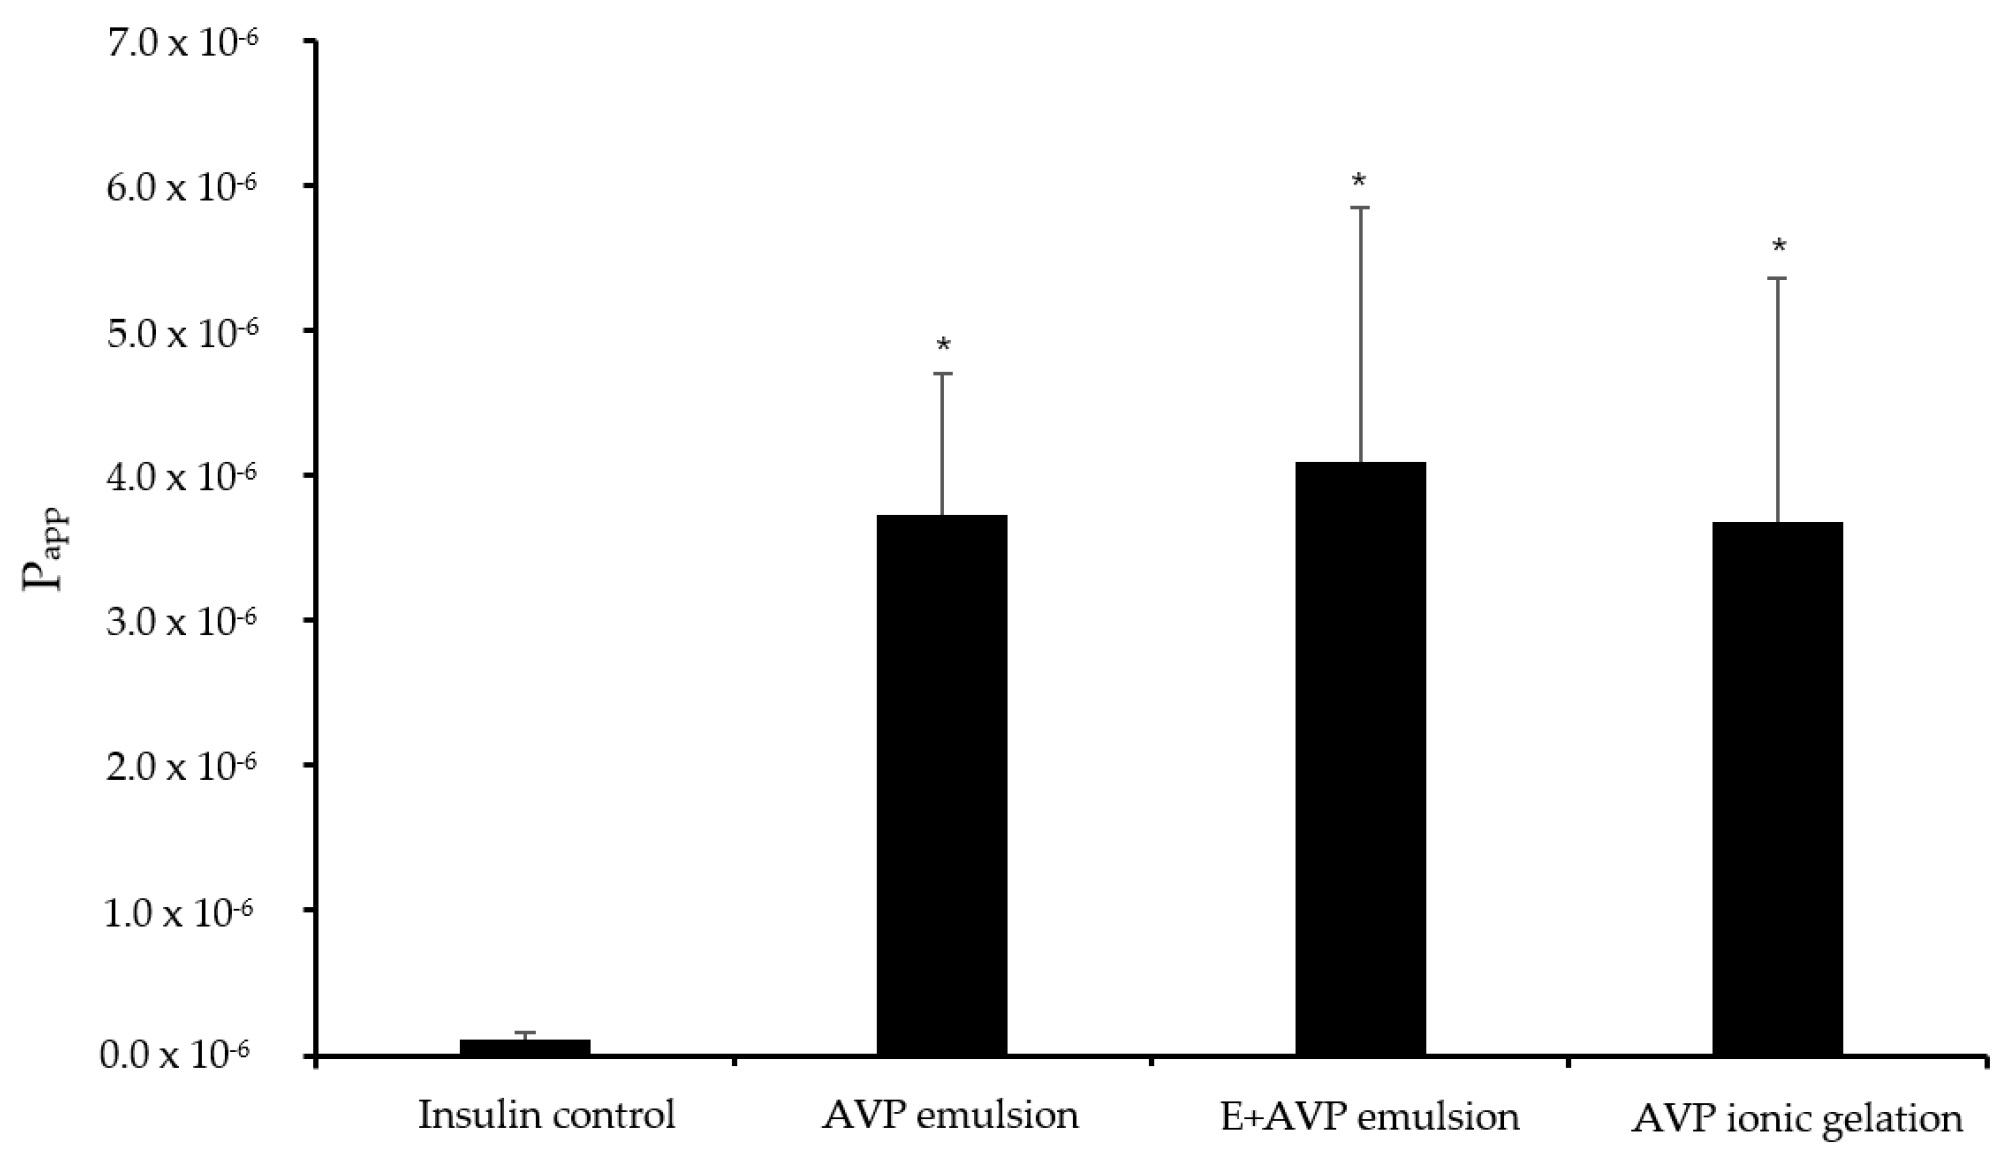 7.0 x 10⁻⁶
6.0 x 10⁻⁶
5.0 x 10⁻⁶
4.0 x 10⁻⁶
3.0 x 10⁻⁶
2.0 x 10⁻⁶
1.0 x 10⁻⁶
0.0 x 10⁻⁶
Papp
*
*
*
Insulin control
AVP emulsion
E+AVP emulsion
AVP ionic gelation